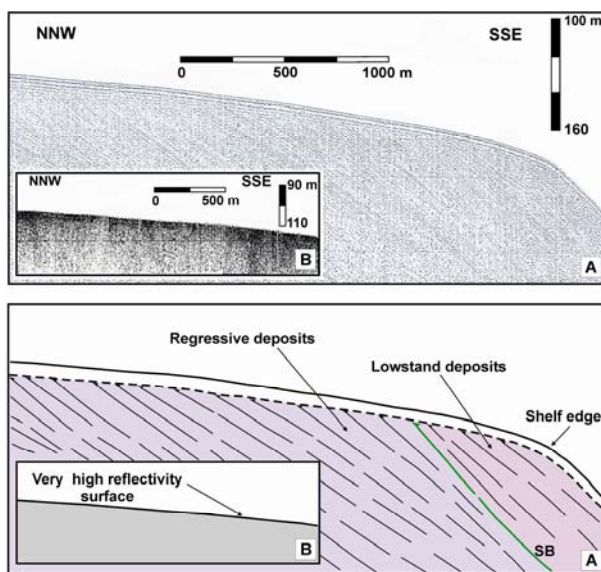 NNW
SSE
100 m
160
0 500 1000 m
NNW
SSE
0 500 m
90 m
110
B
A
Regressive deposits
Lowstand deposits
Shelf edge
Very high reflectivity
surface
B
SB
A